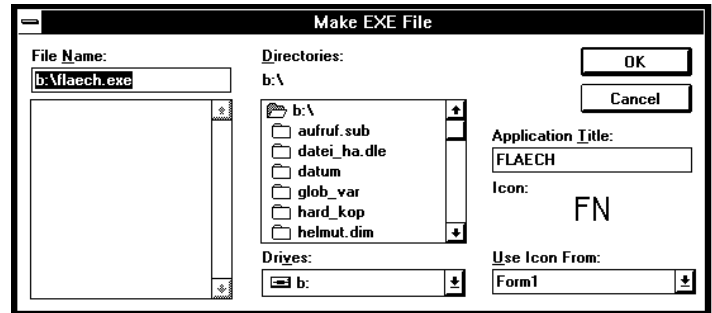 Make EXE File
File Name:
b:\flaech.exe
Directories:
b:\
b:\
aufruf.sub
datei_ha.dle
datum
glob_var
hard_kop
helmut.dim
Drives:
b:
OK
Cancel
Application Title:
FLAECH
Icon:
FN
Use Icon From:
Form1